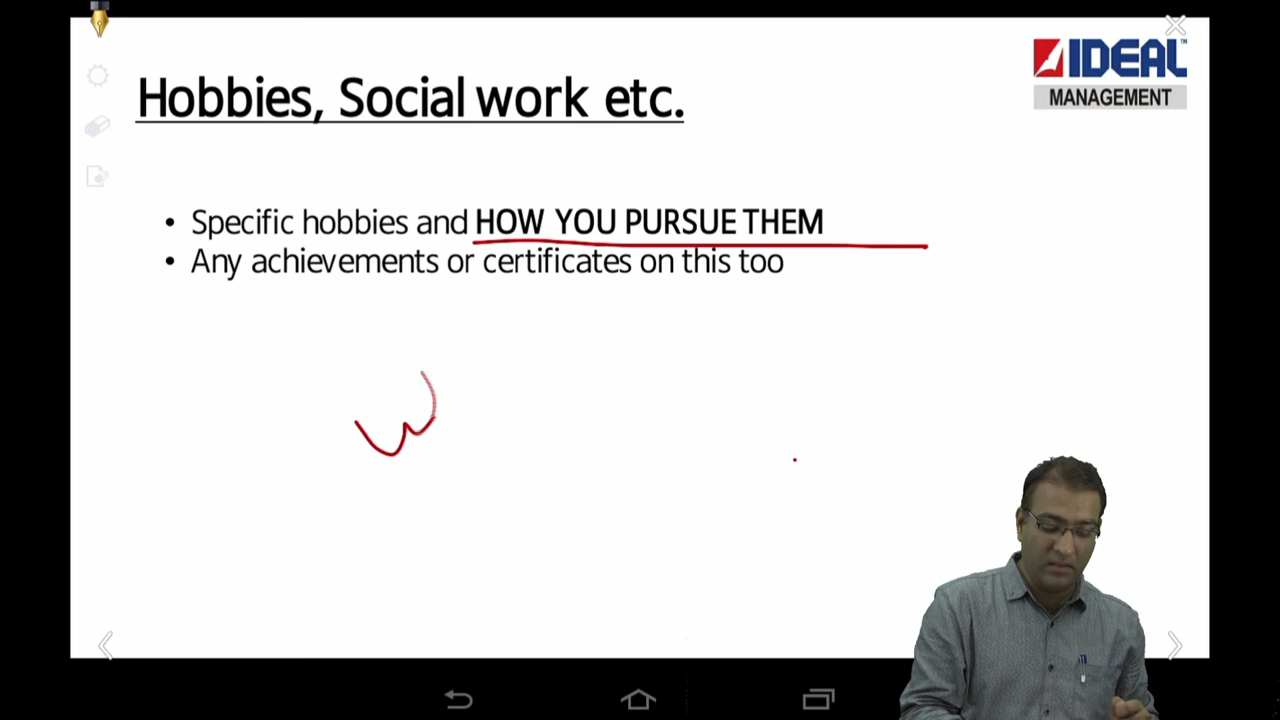 IDEAL™
MANAGEMENT
Hobbies, Social work etc.
• Specific hobbies and HOW YOU PURSUE THEM
• Any achievements or certificates on this too
W